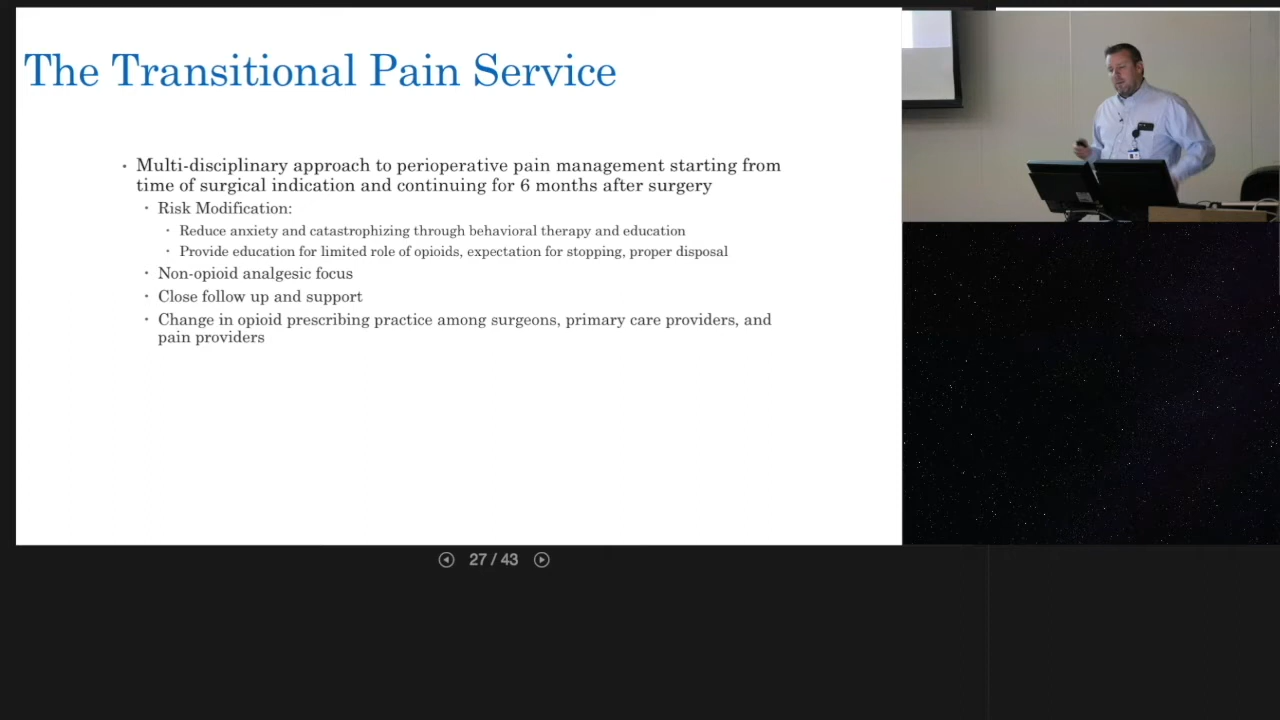 The Transitional Pain Service
• Multi-disciplinary approach to perioperative pain management starting from
time of surgical indication and continuing for 6 months after surgery
• Risk Modification:
• Reduce anxiety and catastrophizing through behavioral therapy and education
• Provide education for limited role of opioids, expectation for stopping, proper disposal
• Non-opioid analgesic focus
• Close follow up and support
• Change in opioid prescribing practice among surgeons, primary care providers, and
pain providers
27 / 43